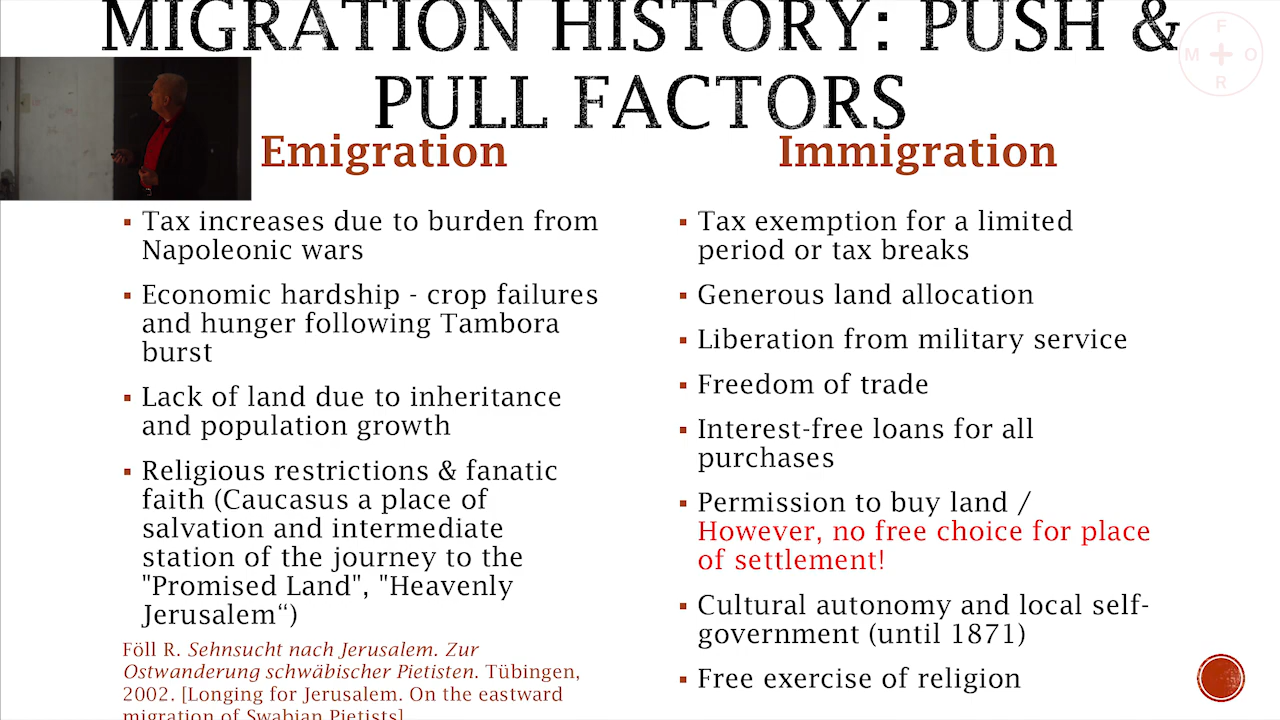 MIGRATION HISTORY: PUSH &
PULL FACTORS
F
M O
R
Emigration
▪ Tax increases due to burden from
Napoleonic wars
▪ Economic hardship - crop failures
and hunger following Tambora
burst
▪ Lack of land due to inheritance
and population growth
▪ Religious restrictions & fanatic
faith (Caucasus a place of
salvation and intermediate
station of the journey to the
"Promised Land", "Heavenly
Jerusalem“)
Föll R. Sehnsucht nach Jerusalem. Zur
Ostwanderung schwäbischer Pietisten. Tübingen,
2002. [Longing for Jerusalem. On the eastward
migration of Swabian Pietists]
Immigration
▪ Tax exemption for a limited
period or tax breaks
▪ Generous land allocation
▪ Liberation from military service
▪ Freedom of trade
▪ Interest-free loans for all
purchases
▪ Permission to buy land /
However, no free choice for place
of settlement!
▪ Cultural autonomy and local self-
government (until 1871)
▪ Free exercise of religion